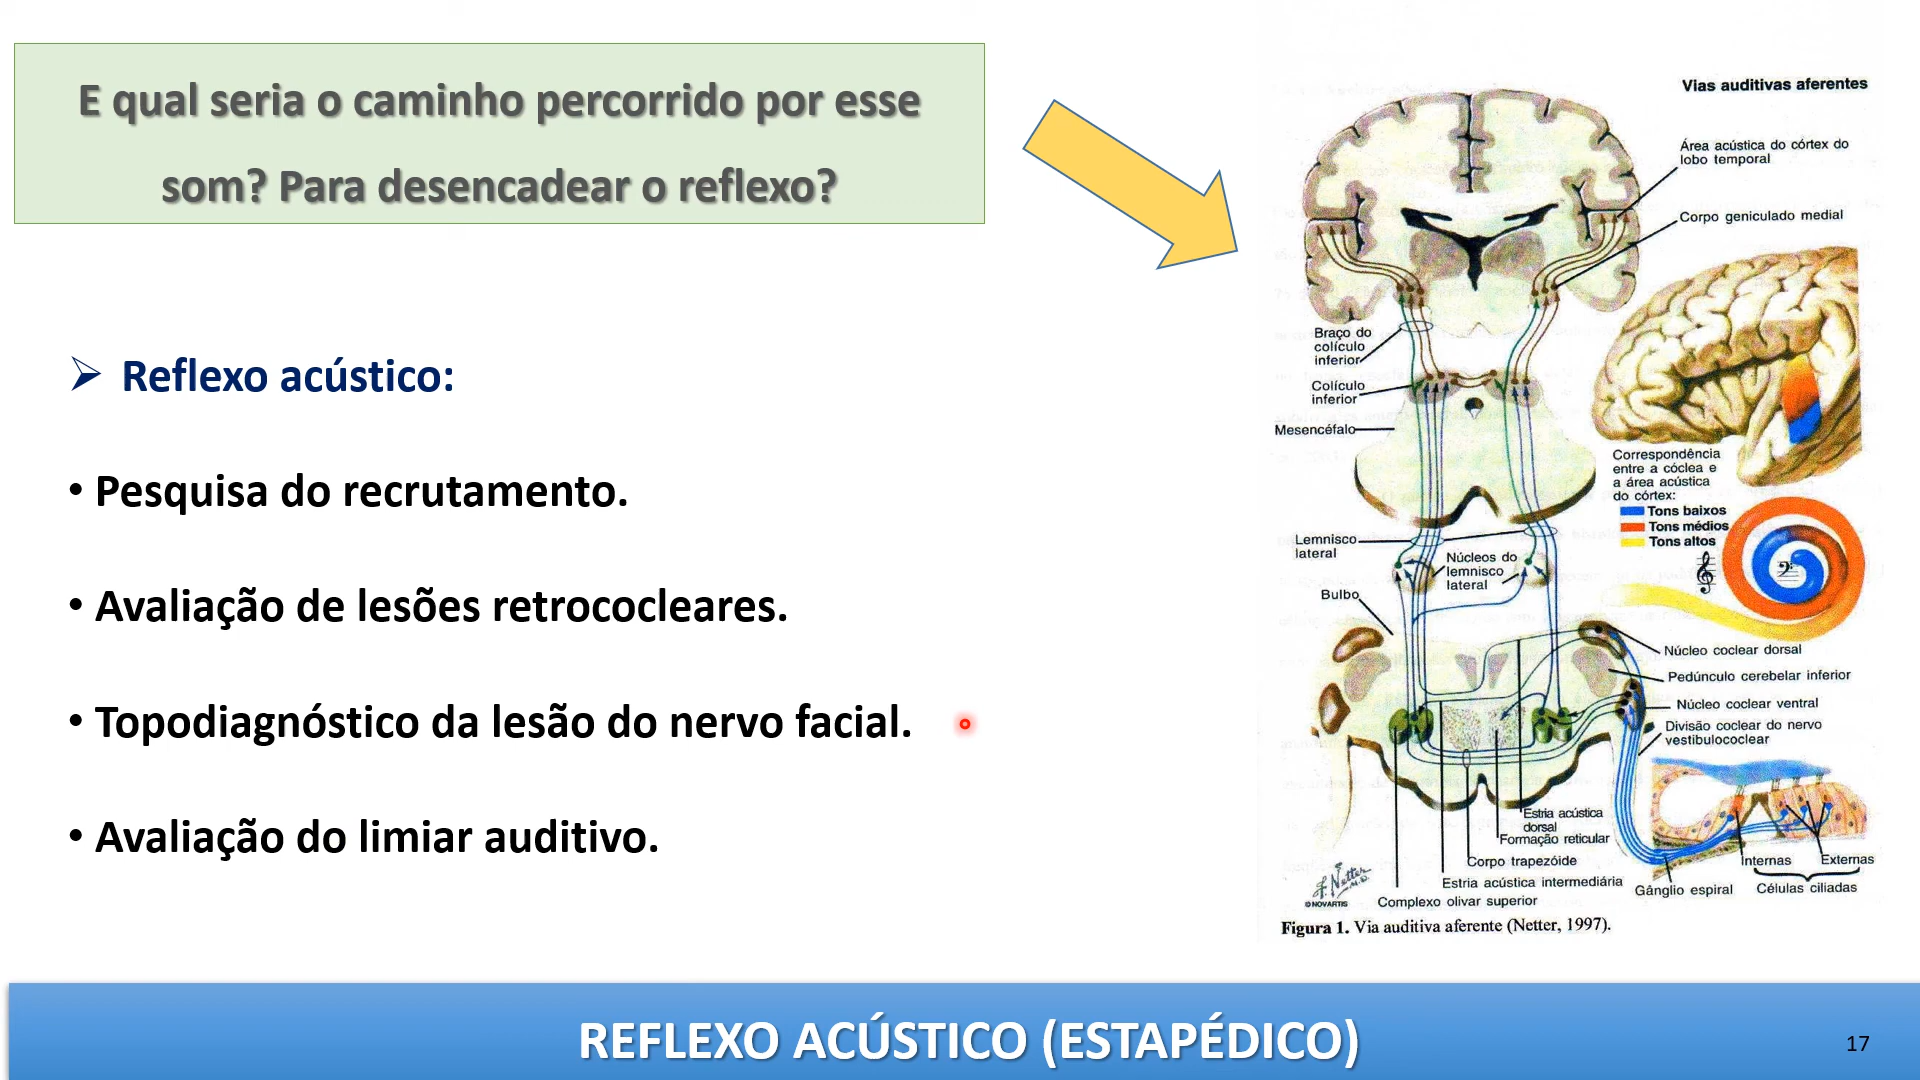 E qual seria o caminho percorrido por esse
som? Para desencadear o reflexo?
➢ Reflexo acústico:
• Pesquisa do recrutamento.
• Avaliação de lesões retrococleares.
• Topodiagnóstico da lesão do nervo facial.
• Avaliação do limiar auditivo.
Vias auditivas aferentes
Área acústica do córtex do
lobo temporal
Corpo geniculado medial
Braço do
colículo
inferior
Colículo
inferior
Mesencéfalo
Correspondência
entre a cóclea e
a área acústica
do córtex:
Tons baixos
Tons médios
Tons altos
Lemnisco
lateral
Núcleos do
lemnisco
lateral
Bulbo
Núcleo coclear dorsal
Pedúnculo cerebelar inferior
Núcleo coclear ventral
Divisão coclear do nervo
vestibulococlear
Estria acústica
dorsal
Formação reticular
Corpo trapezóide
Estria acústica intermediária
Complexo olivar superior
Internas
Externas
Gânglio espiral
Células ciliadas
F. Netter
M.D.
© NOVARTIS
Figura 1. Via auditiva aferente (Netter, 1997).
REFLEXO ACÚSTICO (ESTAPÉDICO)
17